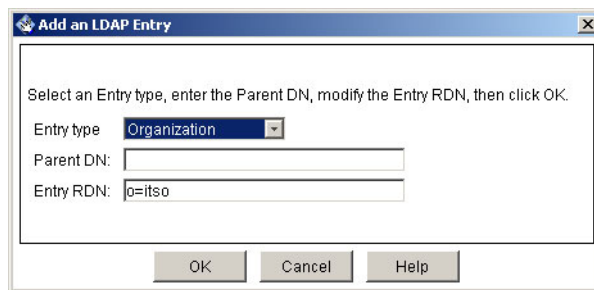 Add an LDAP Entry
Select an Entry type, enter the Parent DN, modify the Entry RDN, then click OK.
Entry type Organization
Parent DN:
Entry RDN: o=itso
OK Cancel Help